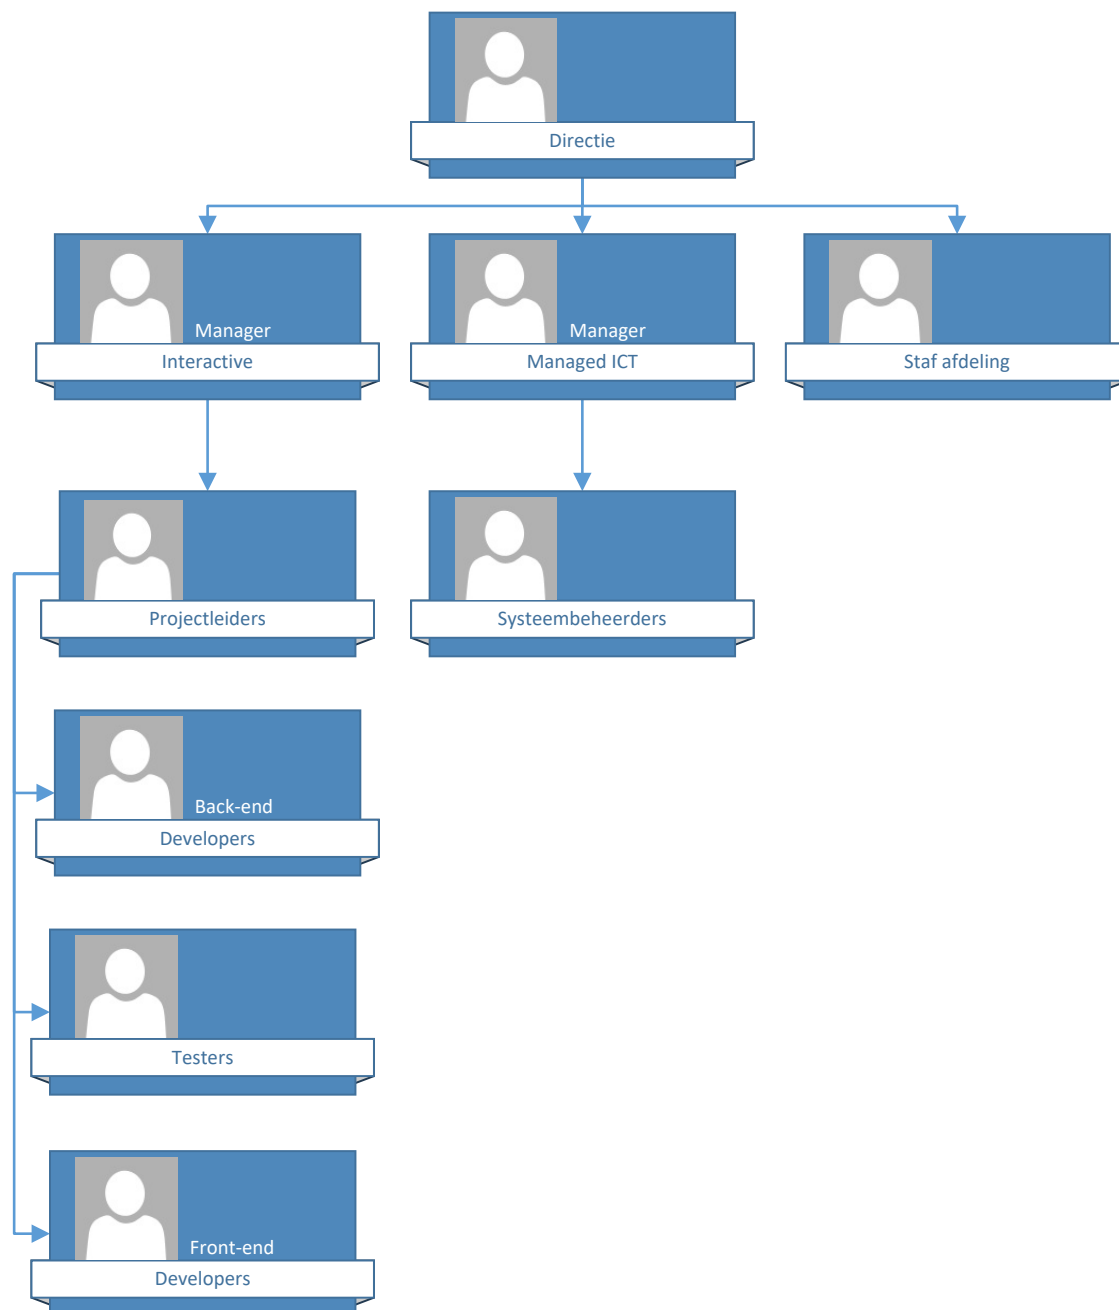 Directie
Manager
Interactive
Manager
Managed ICT
Staf afdeling
Projectleiders
Systeembeheerders
Back-end
Developers
Testers
Front-end
Developers